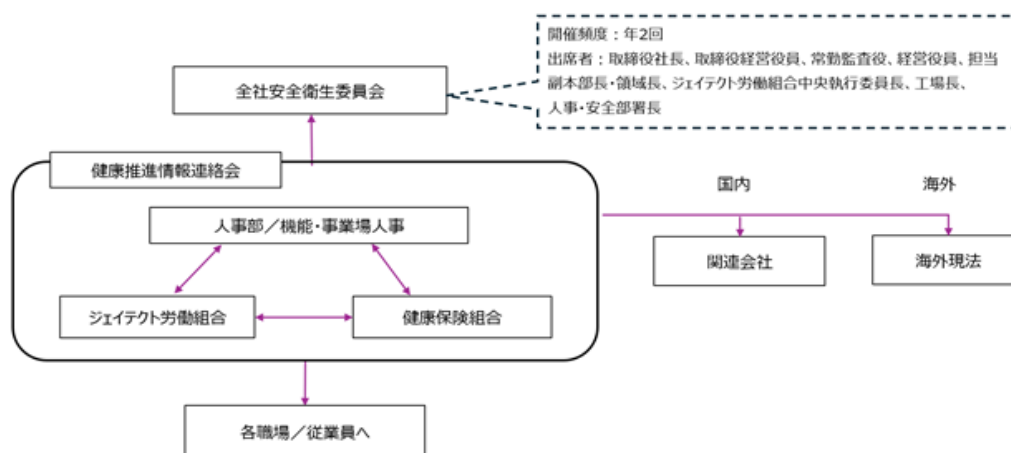 開催頻度：年2回
出席者：取締役社長、取締役経営役員、常勤監査役、経営役員、担当
副本部長・領域長、ジェイテクト労働組合中央執行委員長、工場長、
人事・安全部署長
全社安全衛生委員会
健康推進情報連絡会
人事部／機能・事業場人事
ジェイテクト労働組合
健康保険組合
国内
海外
関連会社
海外現法
各職場／従業員へ